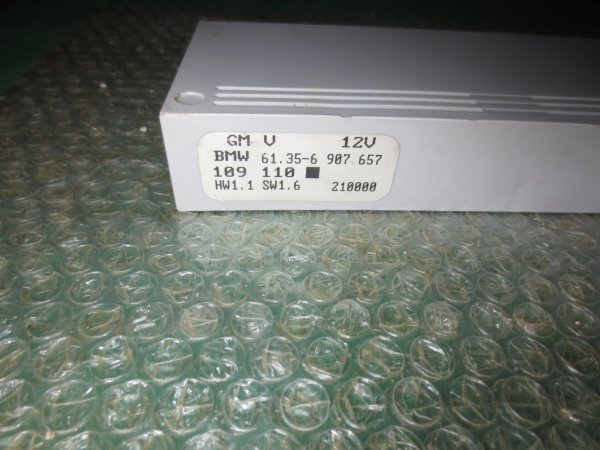 GM V 12V
BMW 61.35-6 907 657
109 110 ■
HW1.1 SW1.6 210000